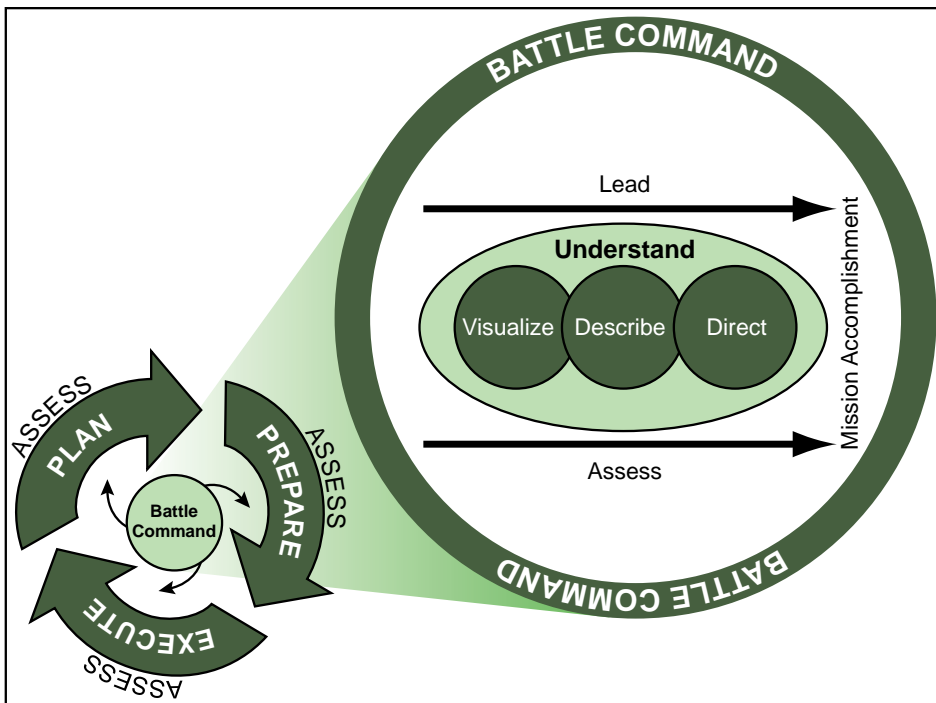 BATTLE COMMAND
Lead
Understand
Visualize
Describe
Direct
Assess
Mission Accomplishment
BATTLE COMMAND
ASSESS
PLAN
ASSESS
PREPARE
Battle
Command
EXECUTE
ASSESS